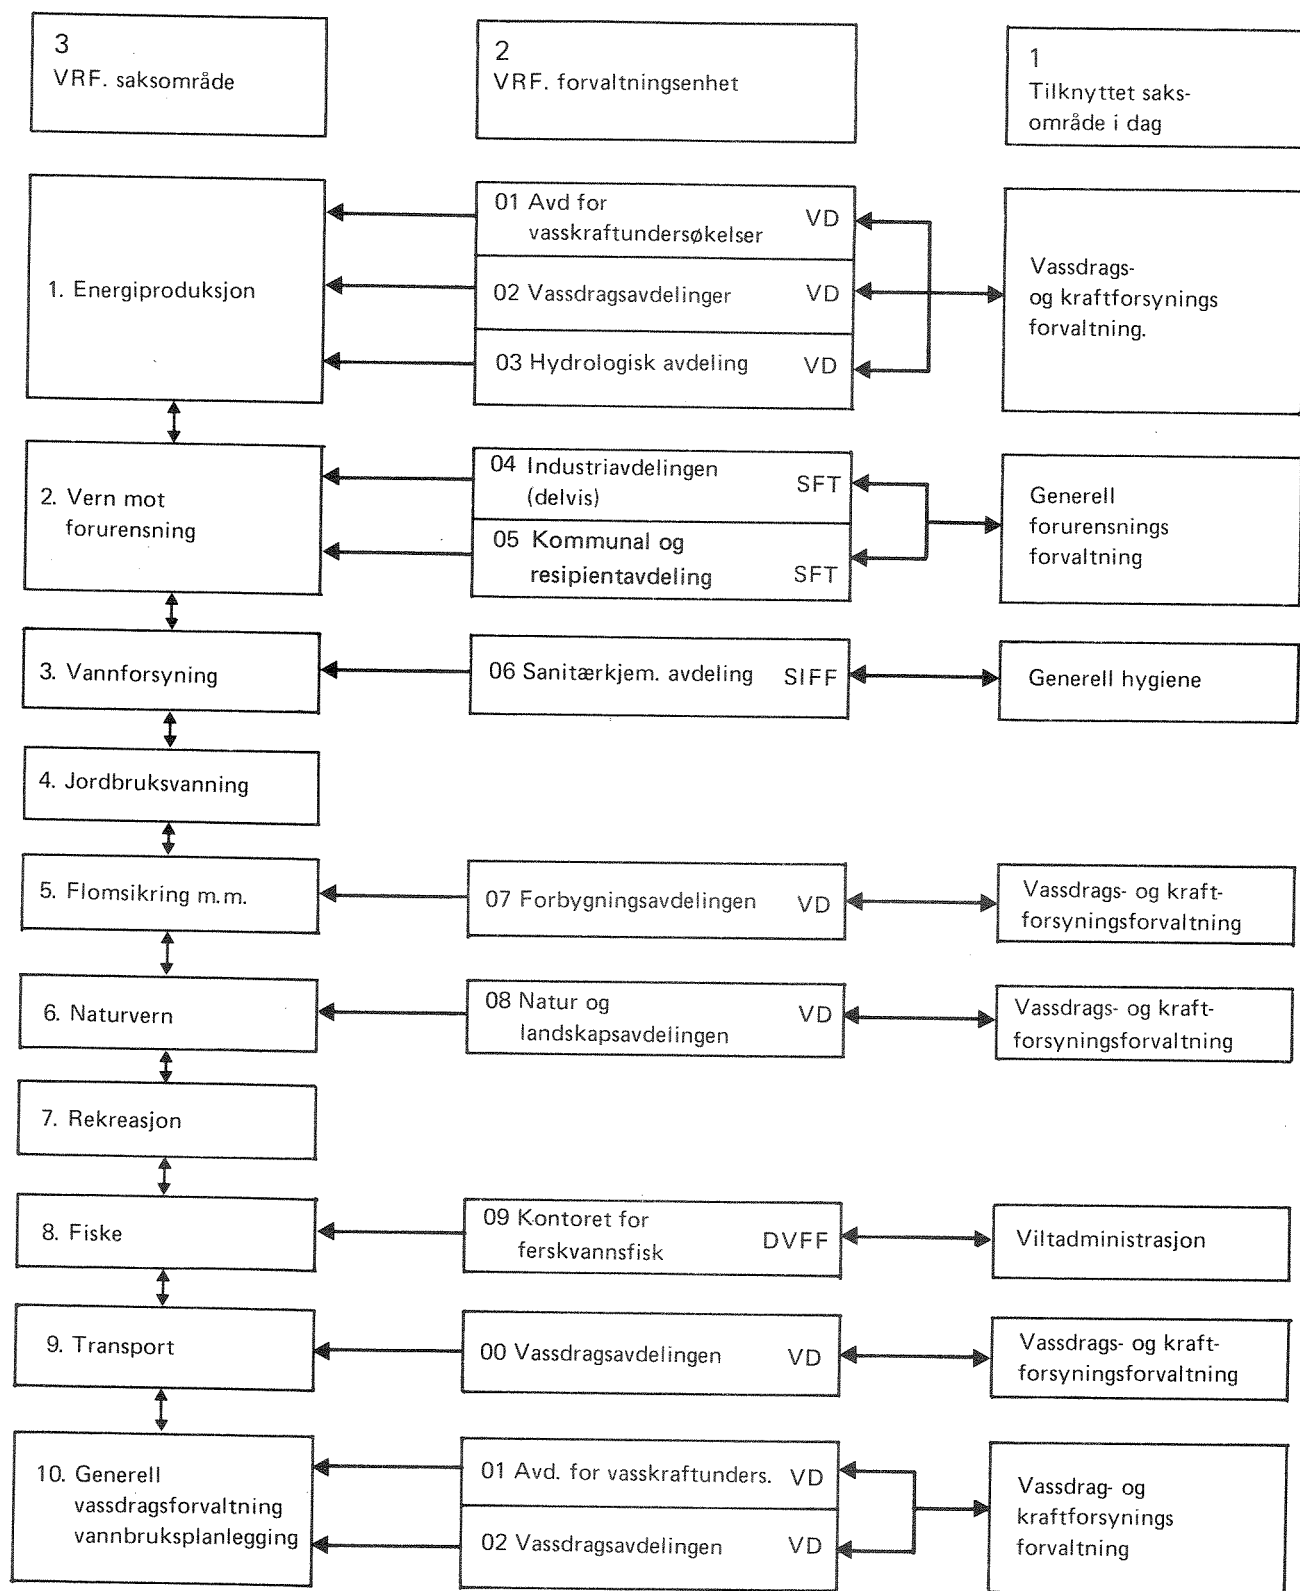 3
VRF. saksområde
2
VRF. forvaltningsenhet
1
Tilknyttet saks-
område i dag
1. Energiproduksjon
01 Avd for
vasskraftundersøkelser VD
02 Vassdragsavdelinger VD
03 Hydrologisk avdeling VD
Vassdrags-
og kraftforsynings
forvaltning.
2. Vern mot
forurensning
04 Industriavdelingen
(delvis) SFT
05 Kommunal og
resipientavdeling SFT
Generell
forurensnings
forvaltning
3. Vannforsyning
06 Sanitærkjem. avdeling SIFF
Generell hygiene
4. Jordbruksvanning
5. Flomsikring m.m.
07 Forbygningsavdelingen VD
Vassdrags- og kraft-
forsyningsforvaltning
6. Naturvern
08 Natur og VD
landskapsavdelingen
Vassdrags- og kraft-
forsyningsforvaltning
7. Rekreasjon
8. Fiske
09 Kontoret for
ferskvannsfisk DVFF
Viltadministrasjon
9. Transport
00 Vassdragsavdelingen VD
Vassdrags- og kraft-
forsyningsforvaltning
10. Generell
vassdragsforvaltning
vannbruksplanlegging
01 Avd. for vasskraftunders. VD
02 Vassdragsavdelingen VD
Vassdrag- og
kraftforsynings
forvaltning